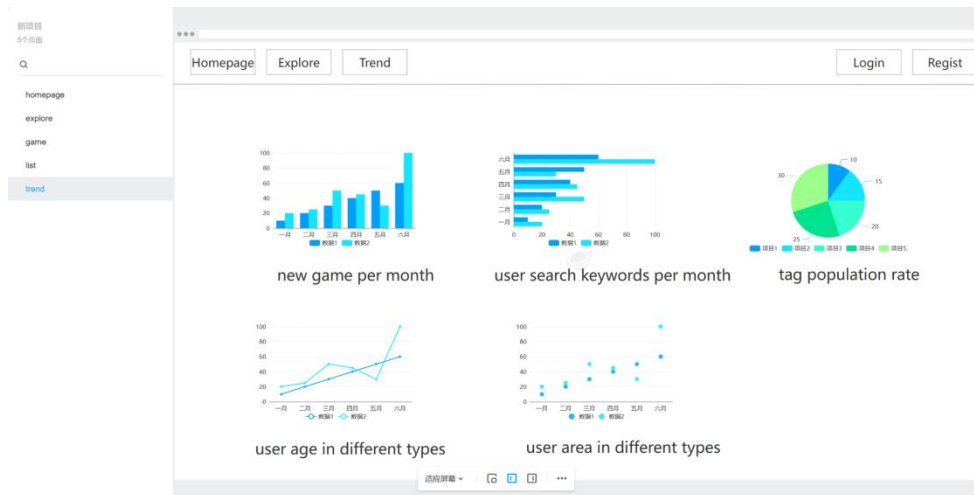 新项目
5个页面
homepage
explore
game
list
trend
Homepage Explore Trend Login Regist
100
80
60
40
20
0
一月 二月 三月 四月 五月 六月
数据1 数据2
new game per month
六月
五月
四月
三月
二月
一月
0 20 40 60 80 100
数据1 数据2
user search keywords per month
10
15
20
25
30
项目1 项目2 项目3 项目4 项目5
tag population rate
100
80
60
40
20
0
一月 二月 三月 四月 五月 六月
数据1 数据2
user age in different types
100
80
60
40
20
0
一月 二月 三月 四月 五月 六月
数据1 数据2
user area in different types
适应屏幕